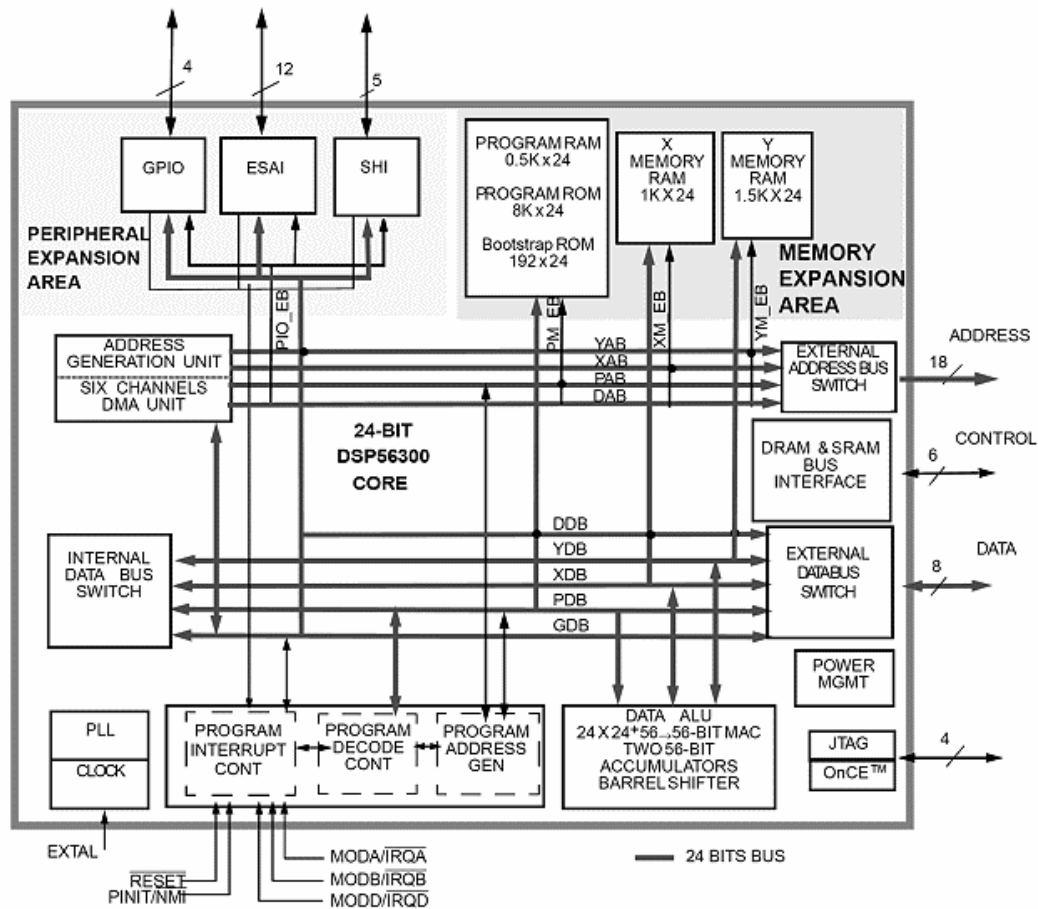 4
12
5
GPIO
ESAI
SHI
PROGRAM RAM
0.5K x 24
PROGRAM ROM
8K x 24
Bootstrap ROM
192 x 24
X
MEMORY
RAM
1K X 24
Y
MEMORY
RAM
1.5K X 24
PERIPHERAL
EXPANSION
AREA
MEMORY
EXPANSION
AREA
PIO_EB
PM_EB
XM_EB
YM_EB
ADDRESS
GENERATION UNIT
SIX CHANNELS
DMA UNIT
YAB
XAB
PAB
DAB
EXTERNAL
ADDRESS BUS
SWITCH
ADDRESS
18
24-BIT
DSP56300
CORE
DRAM & SRAM
BUS
INTERFACE
CONTROL
6
INTERNAL
DATA BUS
SWITCH
DDB
YDB
XDB
PDB
GDB
EXTERNAL
DATABUS
SWITCH
DATA
8
POWER
MGMT
PLL
CLOCK
PROGRAM
INTERRUPT
CONT
PROGRAM
DECODE
CONT
PROGRAM
ADDRESS
GEN
DATA ALU
24 X 24+56→56-BIT MAC
TWO 56-BIT
ACCUMULATORS
BARREL SHIFTER
JTAG
OnCE™
4
EXTAL
RESET
PINIT/NMI
MODA/IRQA
MODB/IRQB
MODD/IRQD
24 BITS BUS